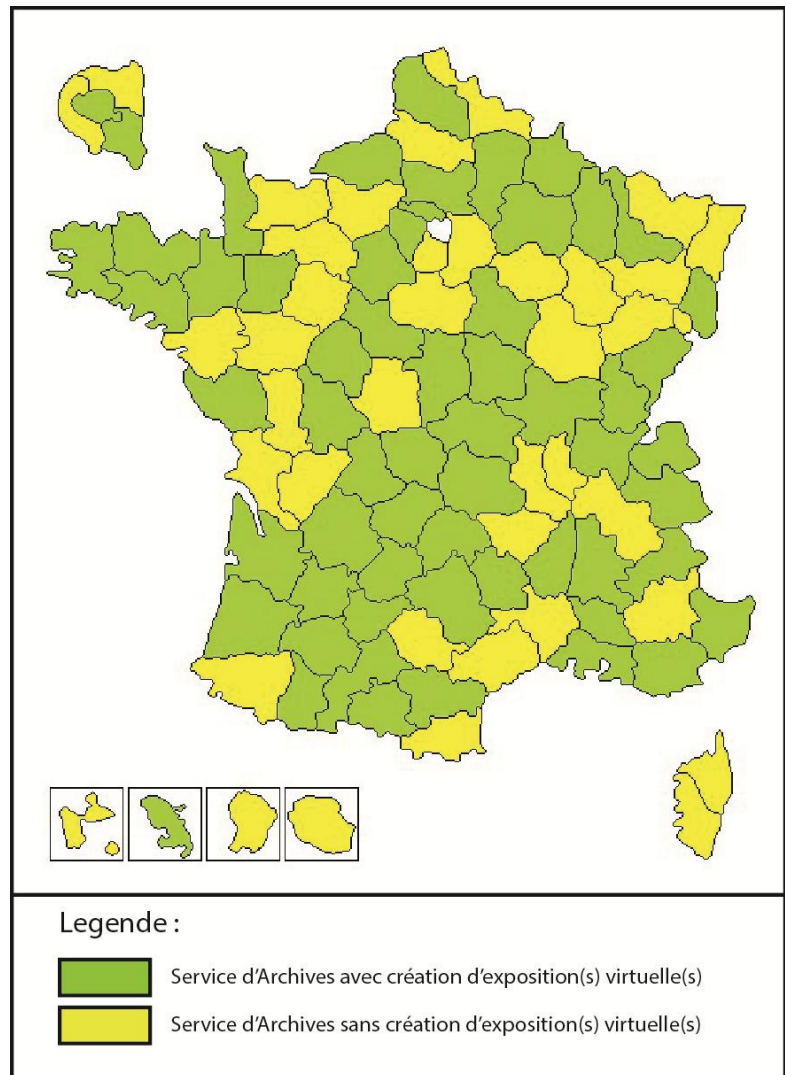 Legende :
Service d'Archives avec création d'exposition(s) virtuelle(s)
Service d'Archives sans création d'exposition(s) virtuelle(s)